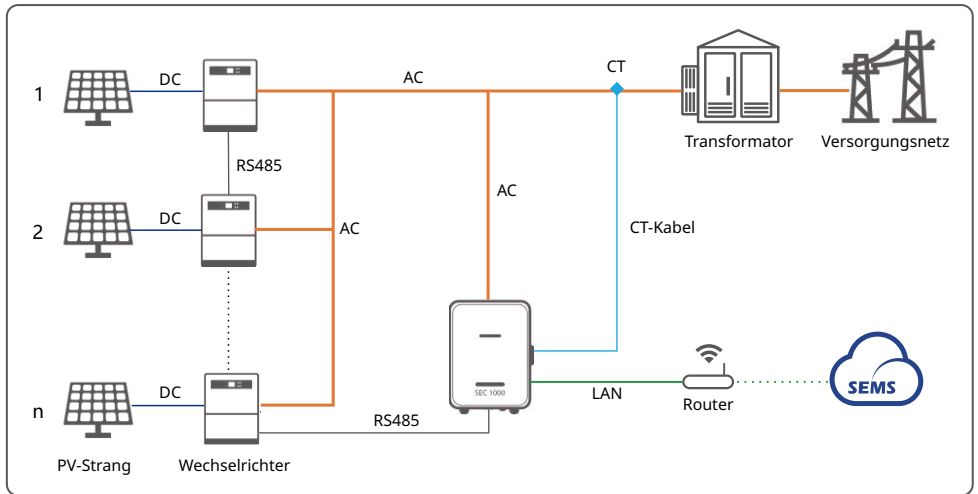 1
DC
AC
CT
Transformator
Versorgungsnetz
RS485
2
DC
AC
AC
CT-Kabel
n
DC
SEC 1000
RS485
LAN
Router
SEMS
PV-Strang
Wechselrichter